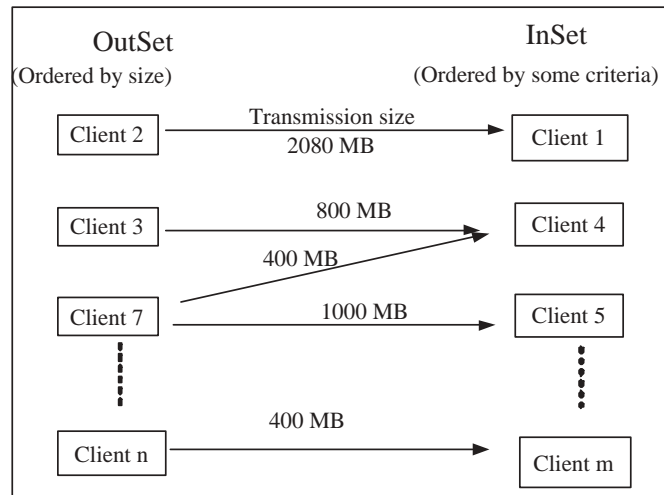 OutSet
(Ordered by size)
InSet
(Ordered by some criteria)
Client 2
Transmission size
2080 MB
Client 1
Client 3
800 MB
Client 4
400 MB
Client 7
1000 MB
Client 5
Client n
400 MB
Client m